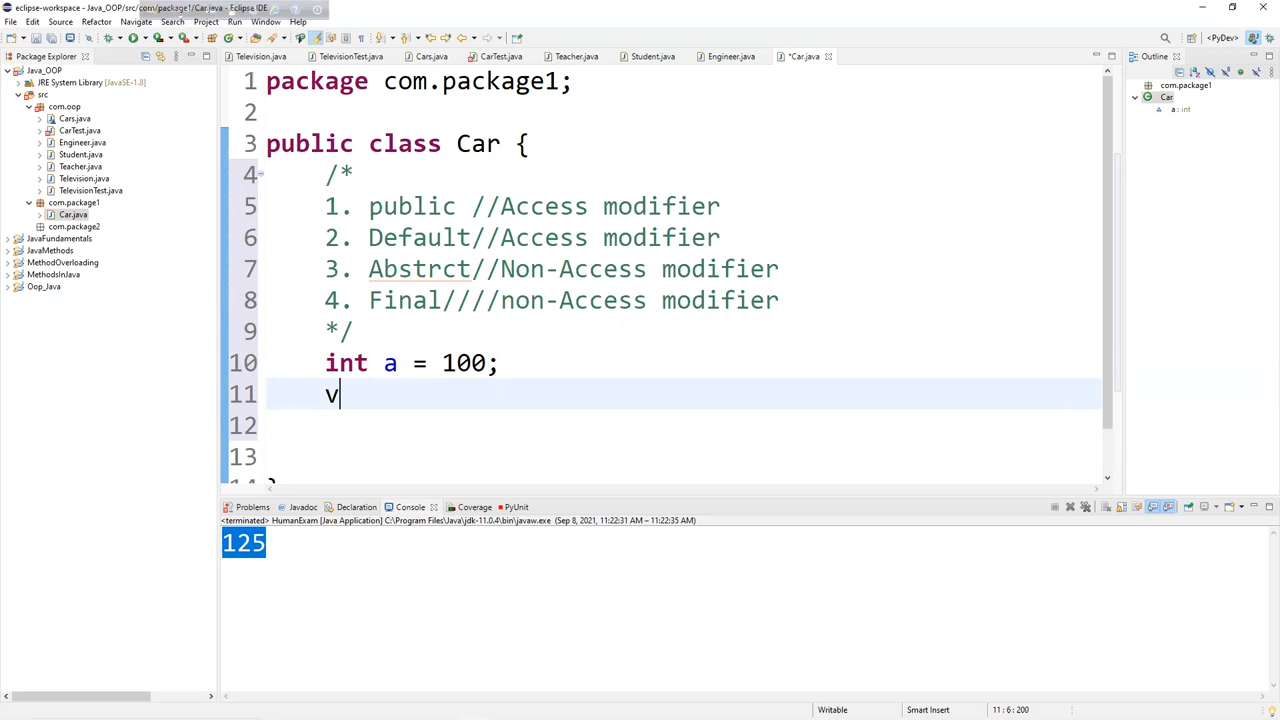 eclipse-workspace - Java_OOP/src/com/package1/Car.java - Eclipse IDE
File Edit Source Refactor Navigate Search Project Run Window Help
<PyDev>
Package Explorer
Television.java TelevisionTest.java Cars.java CarTest.java Teacher.java Student.java Engineer.java *Car.java
Outline
Java_OOP
JRE System Library [JavaSE-1.8]
src
com.oop
Cars.java
CarTest.java
Engineer.java
Student.java
Teacher.java
Television.java
TelevisionTest.java
com.package1
Car.java
com.package2
JavaFundamentals
JavaMethods
MethodOverloading
MethodsInJava
Oop_Java
1 package com.package1;
2
3 public class Car {
4 /*
5 1. public //Access modifier
6 2. Default//Access modifier
7 3. Abstrct//Non-Access modifier
8 4. Final////non-Access modifier
9 */
10 int a = 100;
11 v
12
13
com.package1
Car
a : int
Problems Javadoc Declaration Console Coverage PyUnit
<terminated> HumanExam [Java Application] C:\Program Files\Java\jdk-11.0.4\bin\javaw.exe (Sep 8, 2021, 11:22:31 AM – 11:22:35 AM)
125
Writable Smart Insert 11 : 6 : 200